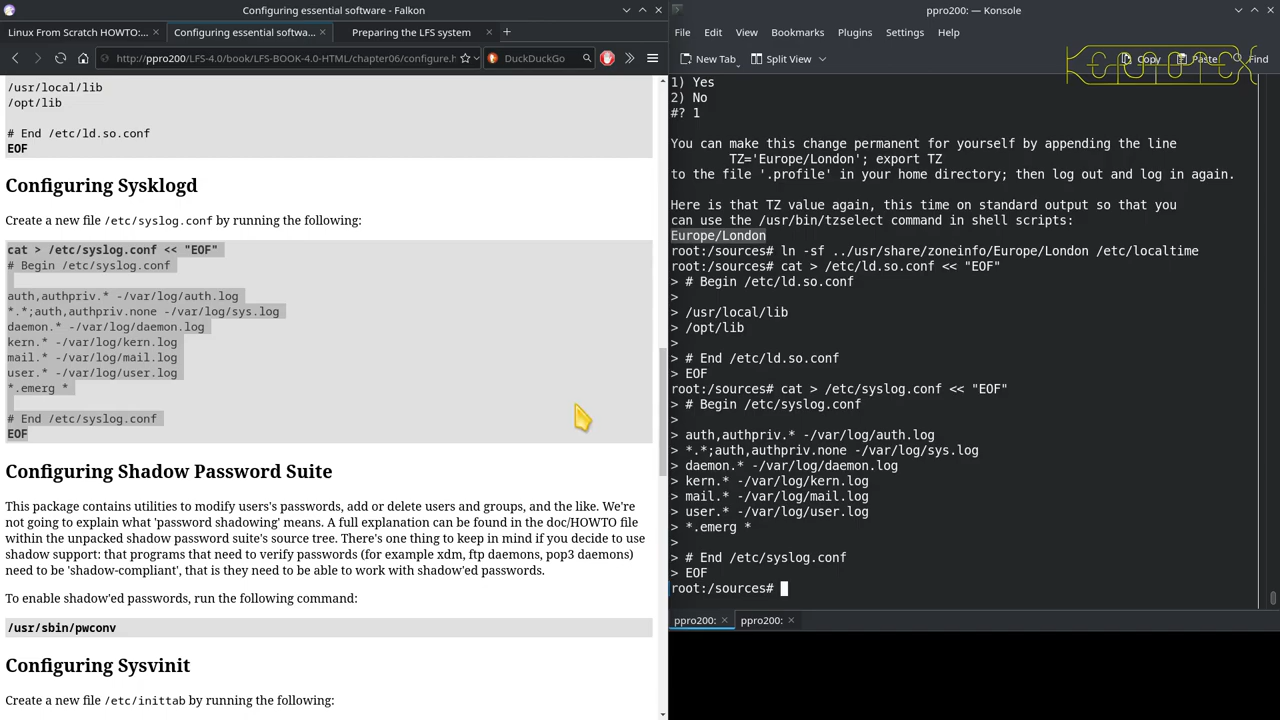 Configuring essential software - Falkon
Linux From Scratch HOWTO:...
Configuring essential softwa...
Preparing the LFS system
http://ppro200/LFS-4.0/book/LFS-BOOK-4.0-HTML/chapter06/configure.h
DuckDuckGo
/usr/local/lib
/opt/lib
# End /etc/ld.so.conf
EOF
Configuring Sysklogd
Create a new file /etc/syslog.conf by running the following:
cat > /etc/syslog.conf << "EOF"
# Begin /etc/syslog.conf
auth,authpriv.* -/var/log/auth.log
*.*;auth,authpriv.none -/var/log/sys.log
daemon.* -/var/log/daemon.log
kern.* -/var/log/kern.log
mail.* -/var/log/mail.log
user.* -/var/log/user.log
*.emerg *
# End /etc/syslog.conf
EOF
Configuring Shadow Password Suite
This package contains utilities to modify users's passwords, add or delete users and groups, and the like. We're
not going to explain what 'password shadowing' means. A full explanation can be found in the doc/HOWTO file
within the unpacked shadow password suite's source tree. There's one thing to keep in mind if you decide to use
shadow support: that programs that need to verify passwords (for example xdm, ftp daemons, pop3 daemons)
need to be 'shadow-compliant', that is they need to be able to work with shadow'ed passwords.
To enable shadow'ed passwords, run the following command:
/usr/sbin/pwconv
Configuring Sysvinit
Create a new file /etc/inittab by running the following:
ppro200: — Konsole
File Edit View Bookmarks Plugins Settings Help
New Tab Split View Copy Paste Find
1) Yes
2) No
#? 1
You can make this change permanent for yourself by appending the line
TZ='Europe/London'; export TZ
to the file '.profile' in your home directory; then log out and log in again.
Here is that TZ value again, this time on standard output so that you
can use the /usr/bin/tzselect command in shell scripts:
Europe/London
root:/sources# ln -sf ../usr/share/zoneinfo/Europe/London /etc/localtime
root:/sources# cat > /etc/ld.so.conf << "EOF"
> # Begin /etc/ld.so.conf
>
> /usr/local/lib
> /opt/lib
>
> # End /etc/ld.so.conf
> EOF
root:/sources# cat > /etc/syslog.conf << "EOF"
> # Begin /etc/syslog.conf
>
> auth,authpriv.* -/var/log/auth.log
> *.*;auth,authpriv.none -/var/log/sys.log
> daemon.* -/var/log/daemon.log
> kern.* -/var/log/kern.log
> mail.* -/var/log/mail.log
> user.* -/var/log/user.log
> *.emerg *
>
> # End /etc/syslog.conf
> EOF
root:/sources#
ppro200:
ppro200: